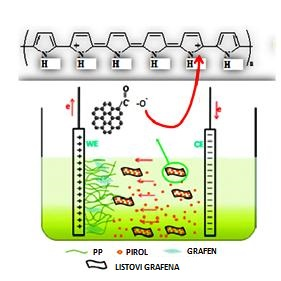 N N N N N N
H H H H H H n
+ +
O
C -O⁻
e e
WE CE
PP PIROL GRAFEN
LISTOVI GRAFENA